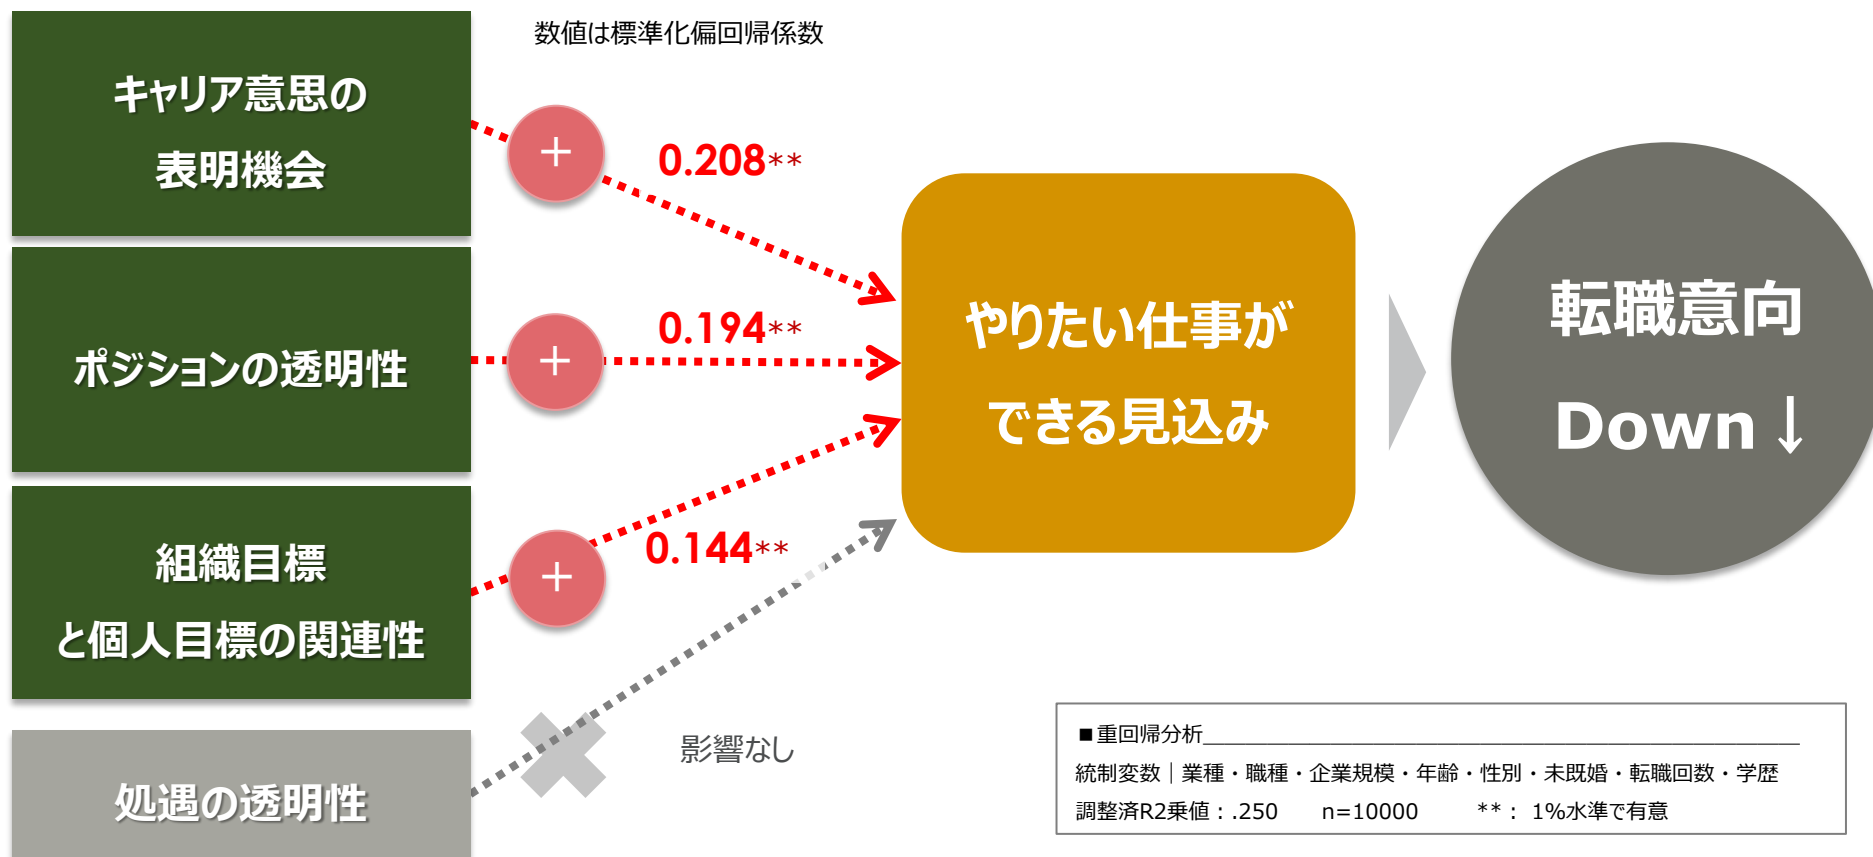 数値は標準化偏回帰係数
キャリア意思の
表明機会
+
0.208**
ポジションの透明性
+
0.194**
組織目標
と個人目標の関連性
+
0.144**
処遇の透明性
影響なし
やりたい仕事が
できる見込み
転職意向
Down↓
■重回帰分析
統制変数|業種・職種・企業規模・年齢・性別・未既婚・転職回数・学歴
調整済R2乗値:.250 n=10000 **: 1%水準で有意